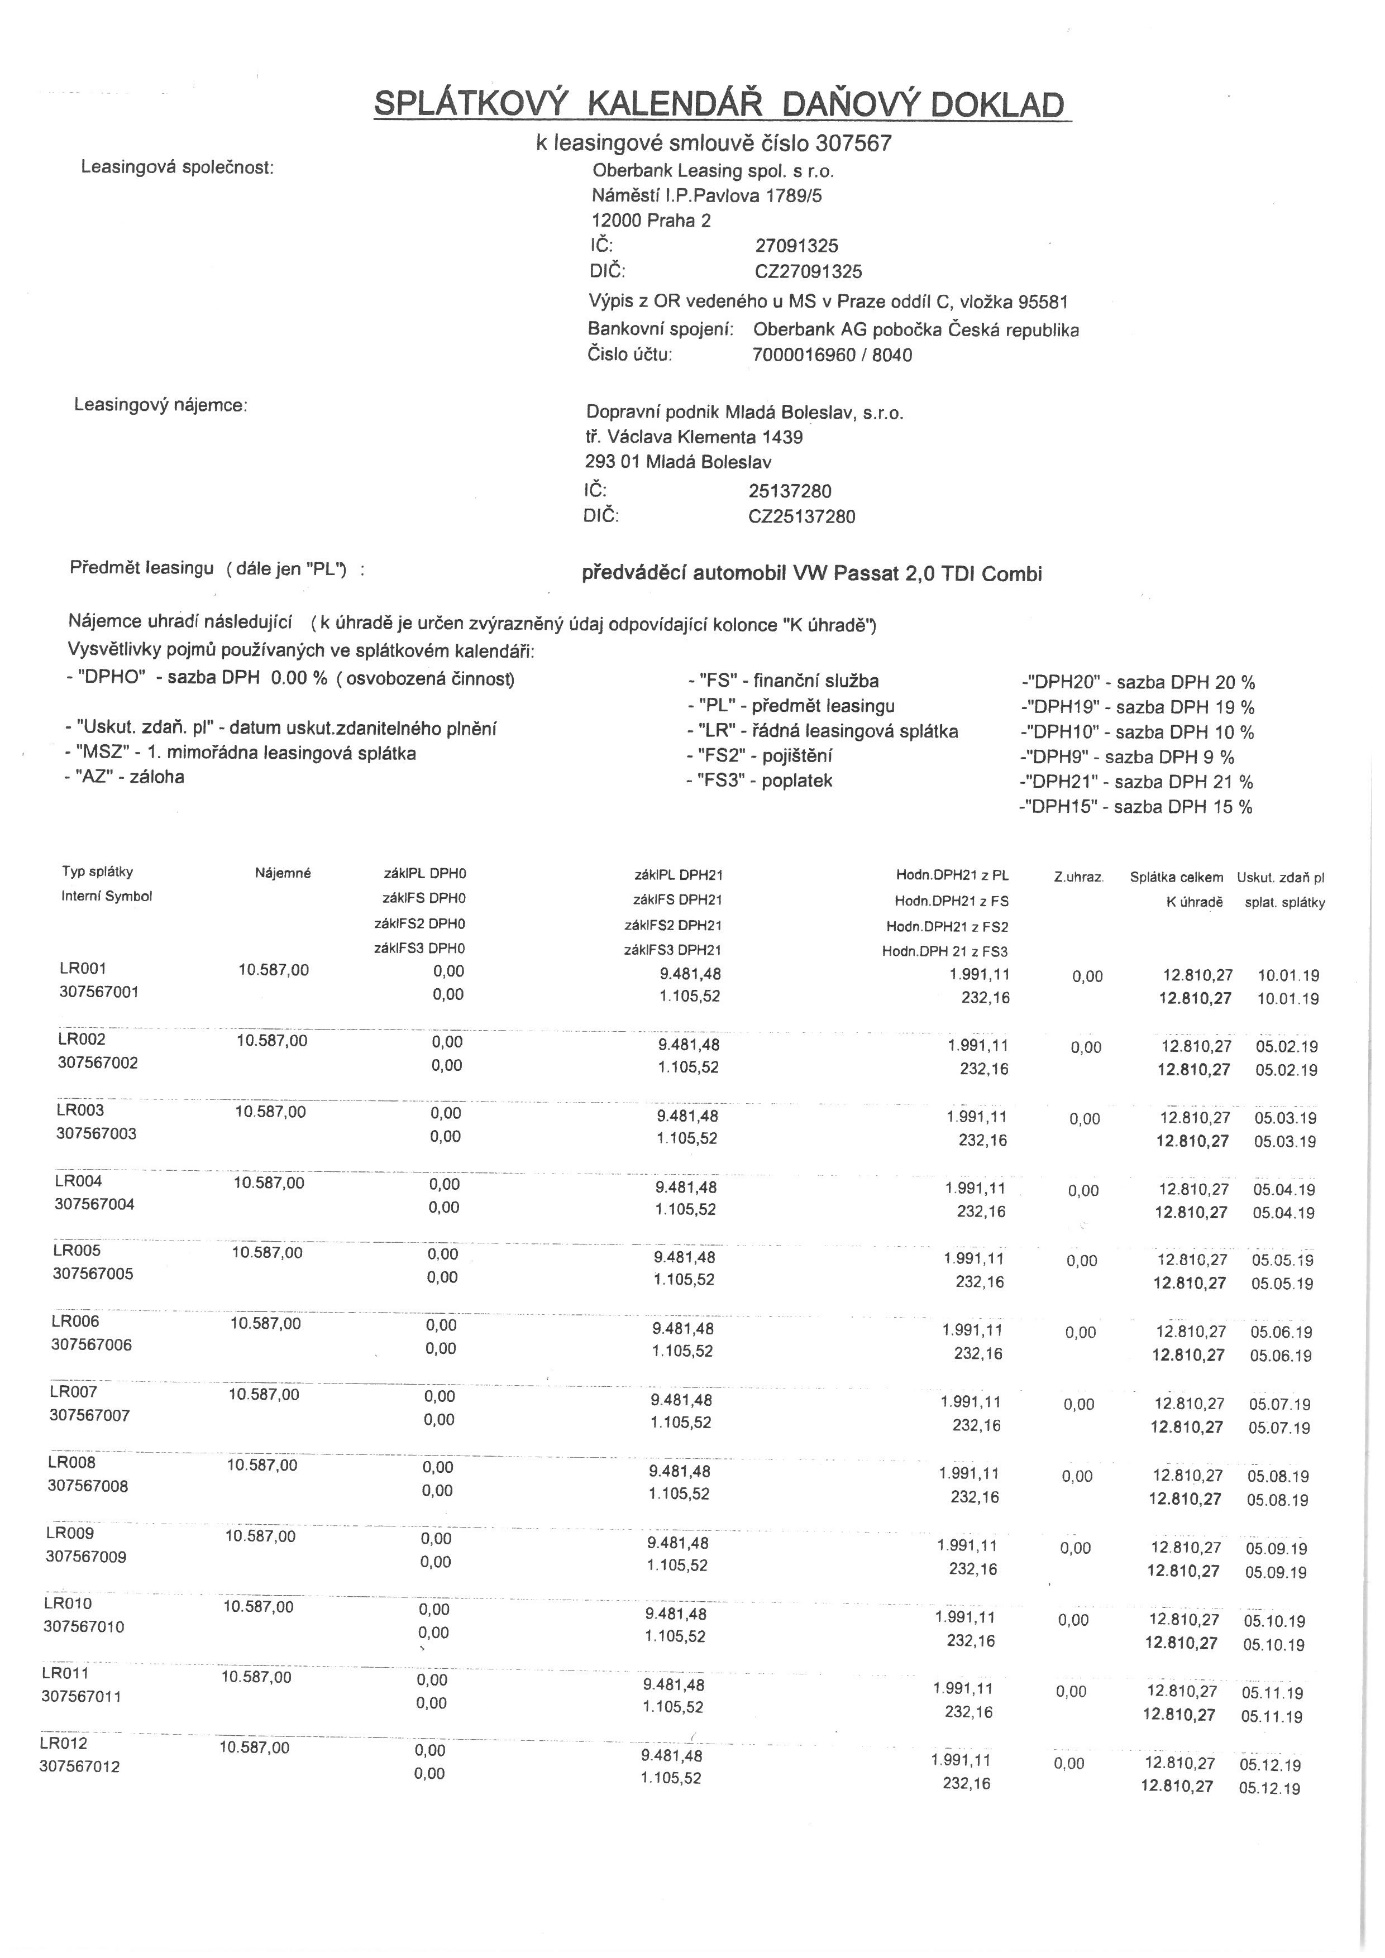 SPLÁTKOVÝ KALENDÁŘ DAŇOVÝ DOKLAD
k leasingové smlouvě číslo 307567
Leasingová společnost:
Oberbank Leasing spol. s r.o.
Náměstí I.P.Pavlova 1789/5
12000 Praha 2
IČ: 27091325
DIČ: CZ27091325
Výpis z OR vedeného u MS v Praze oddíl C, vložka 95581
Bankovní spojení: Oberbank AG pobočka Česká republika
Číslo účtu: 7000016960 / 8040
Leasingový nájemce:
Dopravní podnik Mladá Boleslav, s.r.o.
tř. Václava Klementa 1439
293 01 Mladá Boleslav
IČ: 25137280
DIČ: CZ25137280
Předmět leasingu ( dále jen "PL") : předváděcí automobil VW Passat 2,0 TDI Combi
Nájemce uhradí následující ( k úhradě je určen zvýrazněný údaj odpovídající kolonce "K úhradě")
Vysvětlivky pojmů používaných ve splátkovém kalendáři:
- "DPHO" - sazba DPH 0.00 % ( osvobozená činnost) - "FS" - finanční služba -"DPH20" - sazba DPH 20 %
- "PL" - předmět leasingu -"DPH19" - sazba DPH 19 %
- "Uskut. zdaň. pl" - datum uskut.zdanitelného plnění - "LR" - řádná leasingová splátka -"DPH10" - sazba DPH 10 %
- "MSZ" - 1. mimořádna leasingová splátka - "FS2" - pojištění -"DPH9" - sazba DPH 9 %
- "AZ" - záloha - "FS3" - poplatek -"DPH21" - sazba DPH 21 %
-"DPH15" - sazba DPH 15 %
Typ splátky Nájemné záklPL DPH0 záklPL DPH21 Hodn.DPH21 z PL Z.uhraz. Splátka celkem Uskut. zdaň pl
Interní Symbol záklFS DPH0 záklFS DPH21 Hodn.DPH21 z FS K úhradě splat. splátky
záklFS2 DPH0 záklFS2 DPH21 Hodn.DPH21 z FS2
záklFS3 DPH0 záklFS3 DPH21 Hodn.DPH 21 z FS3
LR001 10.587,00 0,00 9.481,48 1.991,11 0,00 12.810,27 10.01.19
307567001 0,00 1.105,52 232,16 12.810,27 10.01.19
LR002 10.587,00 0,00 9.481,48 1.991,11 0,00 12.810,27 05.02.19
307567002 0,00 1.105,52 232,16 12.810,27 05.02.19
LR003 10.587,00 0,00 9.481,48 1.991,11 0,00 12.810,27 05.03.19
307567003 0,00 1.105,52 232,16 12.810,27 05.03.19
LR004 10.587,00 0,00 9.481,48 1.991,11 0,00 12.810,27 05.04.19
307567004 0,00 1.105,52 232,16 12.810,27 05.04.19
LR005 10.587,00 0,00 9.481,48 1.991,11 0,00 12.810,27 05.05.19
307567005 0,00 1.105,52 232,16 12.810,27 05.05.19
LR006 10.587,00 0,00 9.481,48 1.991,11 0,00 12.810,27 05.06.19
307567006 0,00 1.105,52 232,16 12.810,27 05.06.19
LR007 10.587,00 0,00 9.481,48 1.991,11 0,00 12.810,27 05.07.19
307567007 0,00 1.105,52 232,16 12.810,27 05.07.19
LR008 10.587,00 0,00 9.481,48 1.991,11 0,00 12.810,27 05.08.19
307567008 0,00 1.105,52 232,16 12.810,27 05.08.19
LR009 10.587,00 0,00 9.481,48 1.991,11 0,00 12.810,27 05.09.19
307567009 0,00 1.105,52 232,16 12.810,27 05.09.19
LR010 10.587,00 0,00 9.481,48 1.991,11 0,00 12.810,27 05.10.19
307567010 0,00 1.105,52 232,16 12.810,27 05.10.19
LR011 10.587,00 0,00 9.481,48 1.991,11 0,00 12.810,27 05.11.19
307567011 0,00 1.105,52 232,16 12.810,27 05.11.19
LR012 10.587,00 0,00 9.481,48 1.991,11 0,00 12.810,27 05.12.19
307567012 0,00 1.105,52 232,16 12.810,27 05.12.19